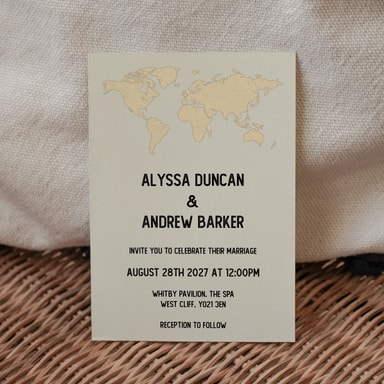 ALYSSA DUNCAN
&
ANDREW BARKER
INVITE YOU TO CELEBRATE THEIR MARRIAGE
AUGUST 28TH 2027 AT 12:00PM
WHITBY PAVILION, THE SPA
WEST CLIFF, YO21 3EN
RECEPTION TO FOLLOW